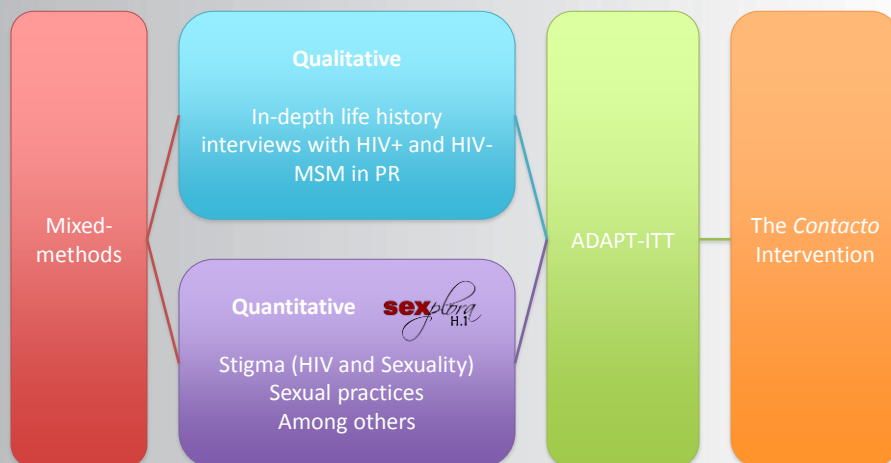 Mixed-
methods
Qualitative
In-depth life history
interviews with HIV+ and HIV-
MSM in PR
Quantitative
sexplora
H.1
Stigma (HIV and Sexuality)
Sexual practices
Among others
ADAPT-ITT
The Contacto
Intervention